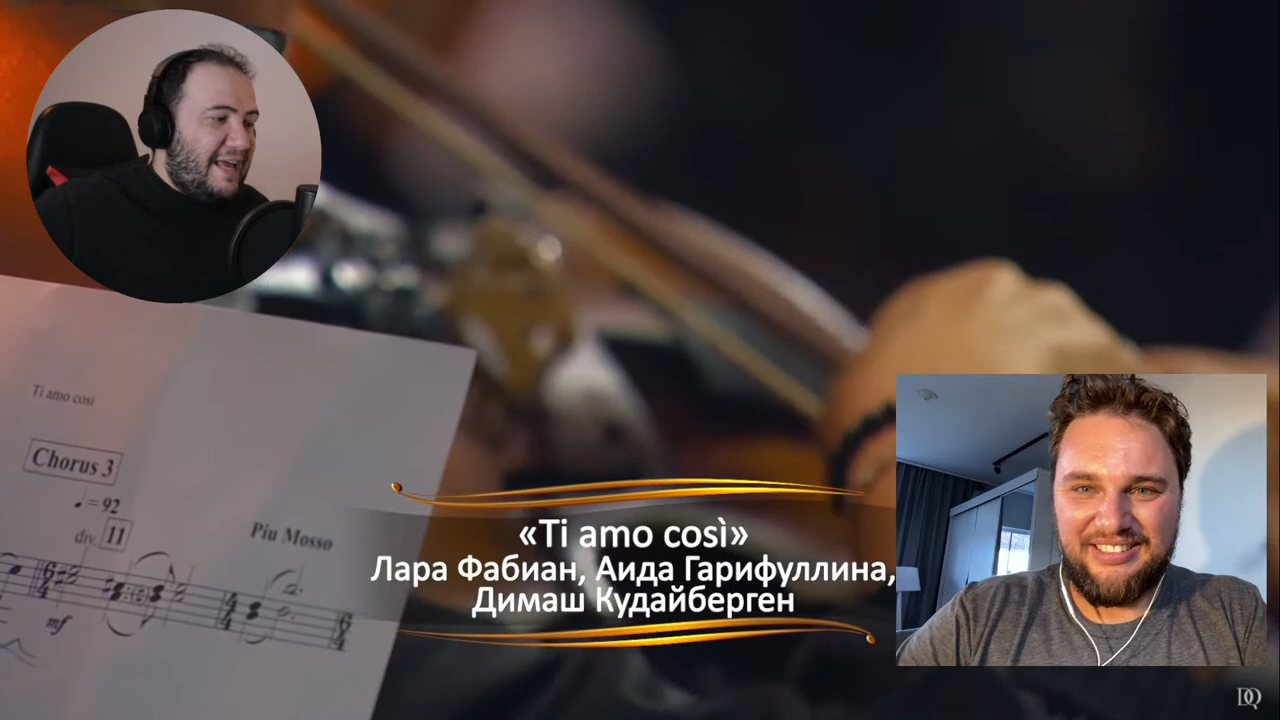 Ti amo così
Chorus 3
♩ = 92
div. 11
Piu Mosso
mf
«Ti amo così»
Лара Фабиан, Аида Гарифуллина,
Димаш Кудайберген
DQ